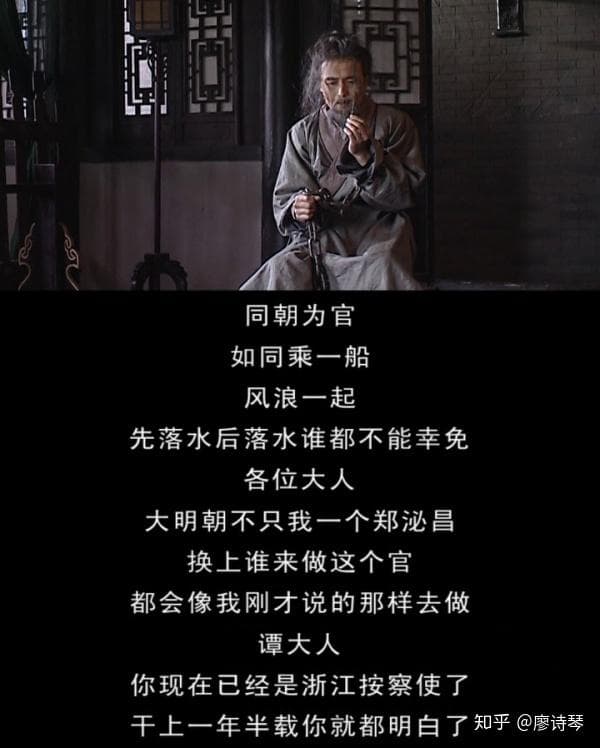 同朝为官
如同乘一船
风浪一起
先落水后落水谁都不能幸免
各位大人
大明朝不只我一个郑泌昌
换上谁来做这个官
都会像我刚才说的那样去做
谭大人
你现在已经是浙江按察使了
干上一年半载你就都明白了
知乎 @廖诗琴